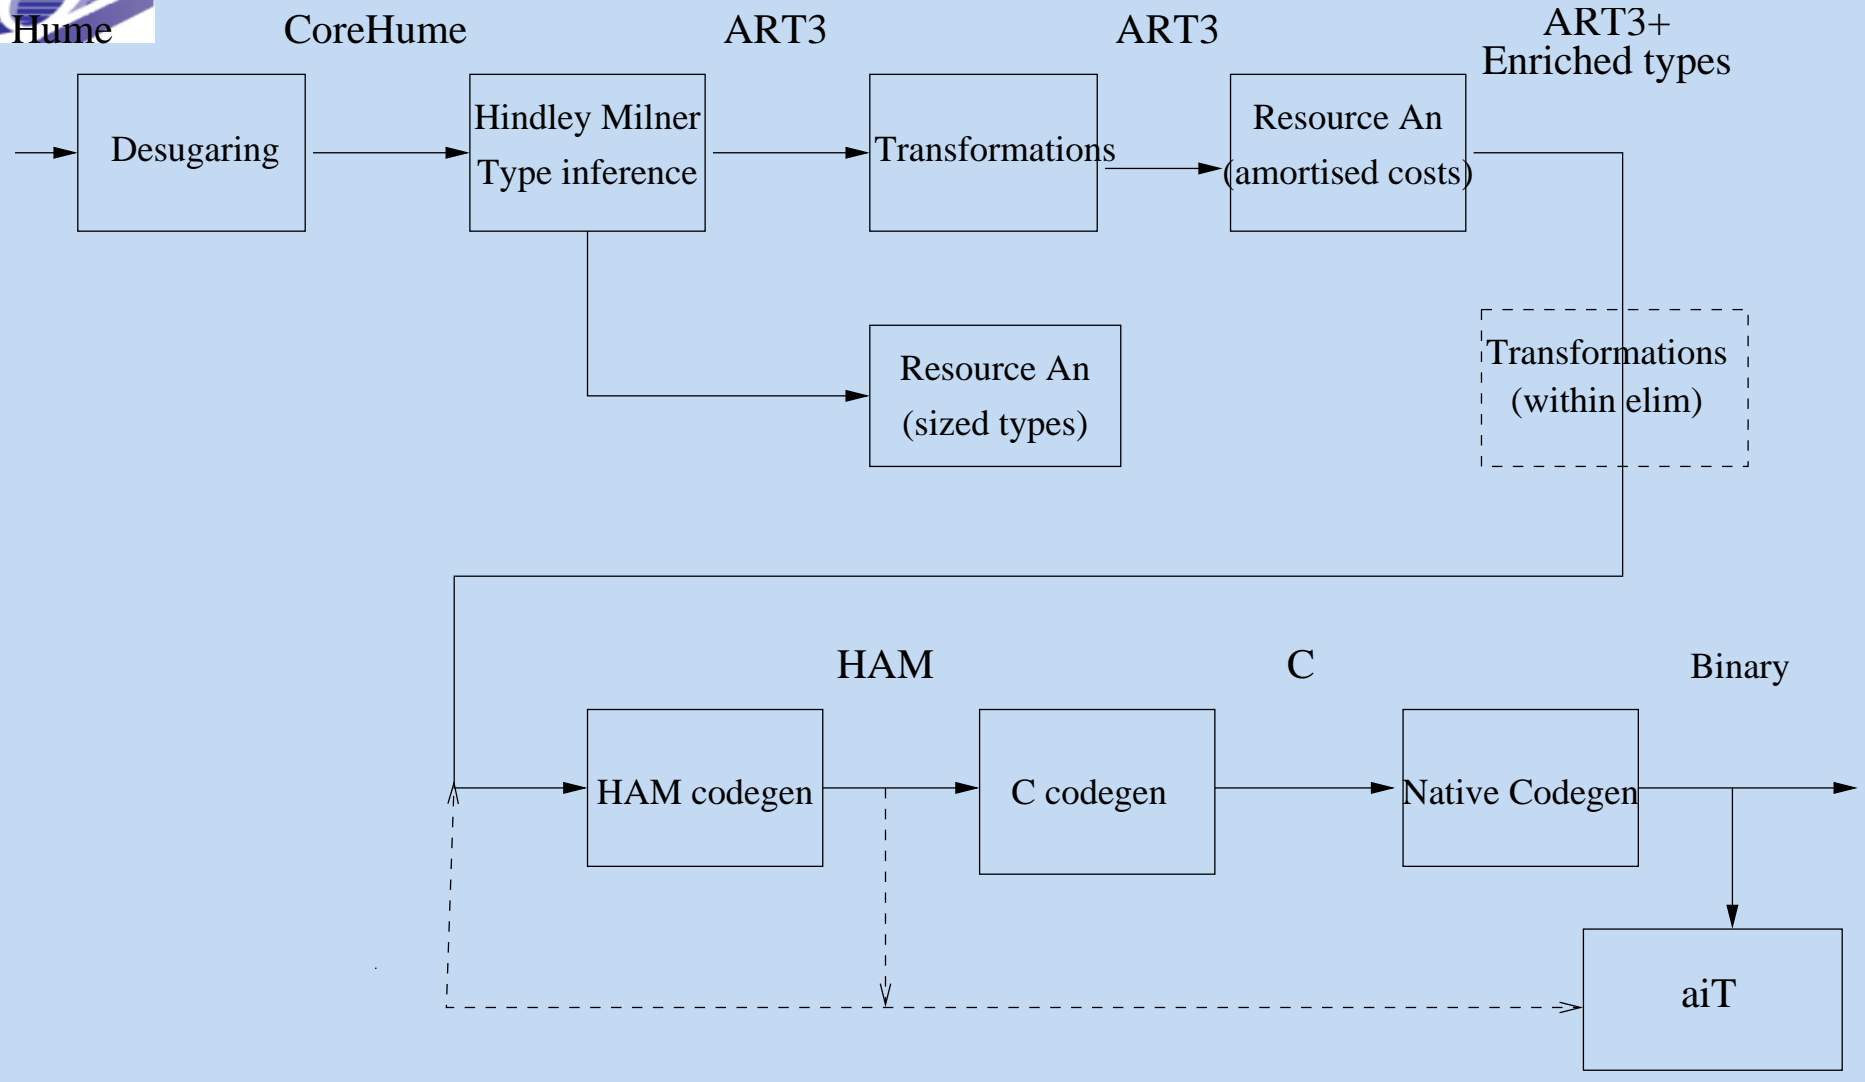 Hume
CoreHume
ART3
ART3
ART3+
Enriched types
Desugaring
Hindley Milner
Type inference
Transformations
Resource An
(amortised costs)
Resource An
(sized types)
Transformations
(within elim)
HAM
C
Binary
HAM codegen
C codegen
Native Codegen
aiT